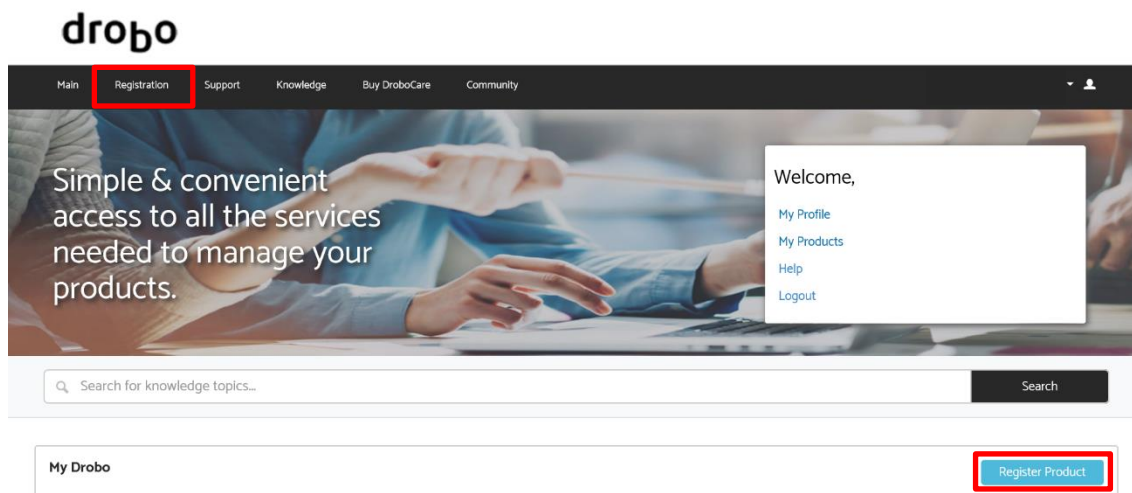 drobo
Main Registration Support Knowledge Buy DroboCare Community
Simple & convenient
access to all the services
needed to manage your
products.
Welcome,
My Profile
My Products
Help
Logout
Search for knowledge topics... Search
My Drobo Register Product